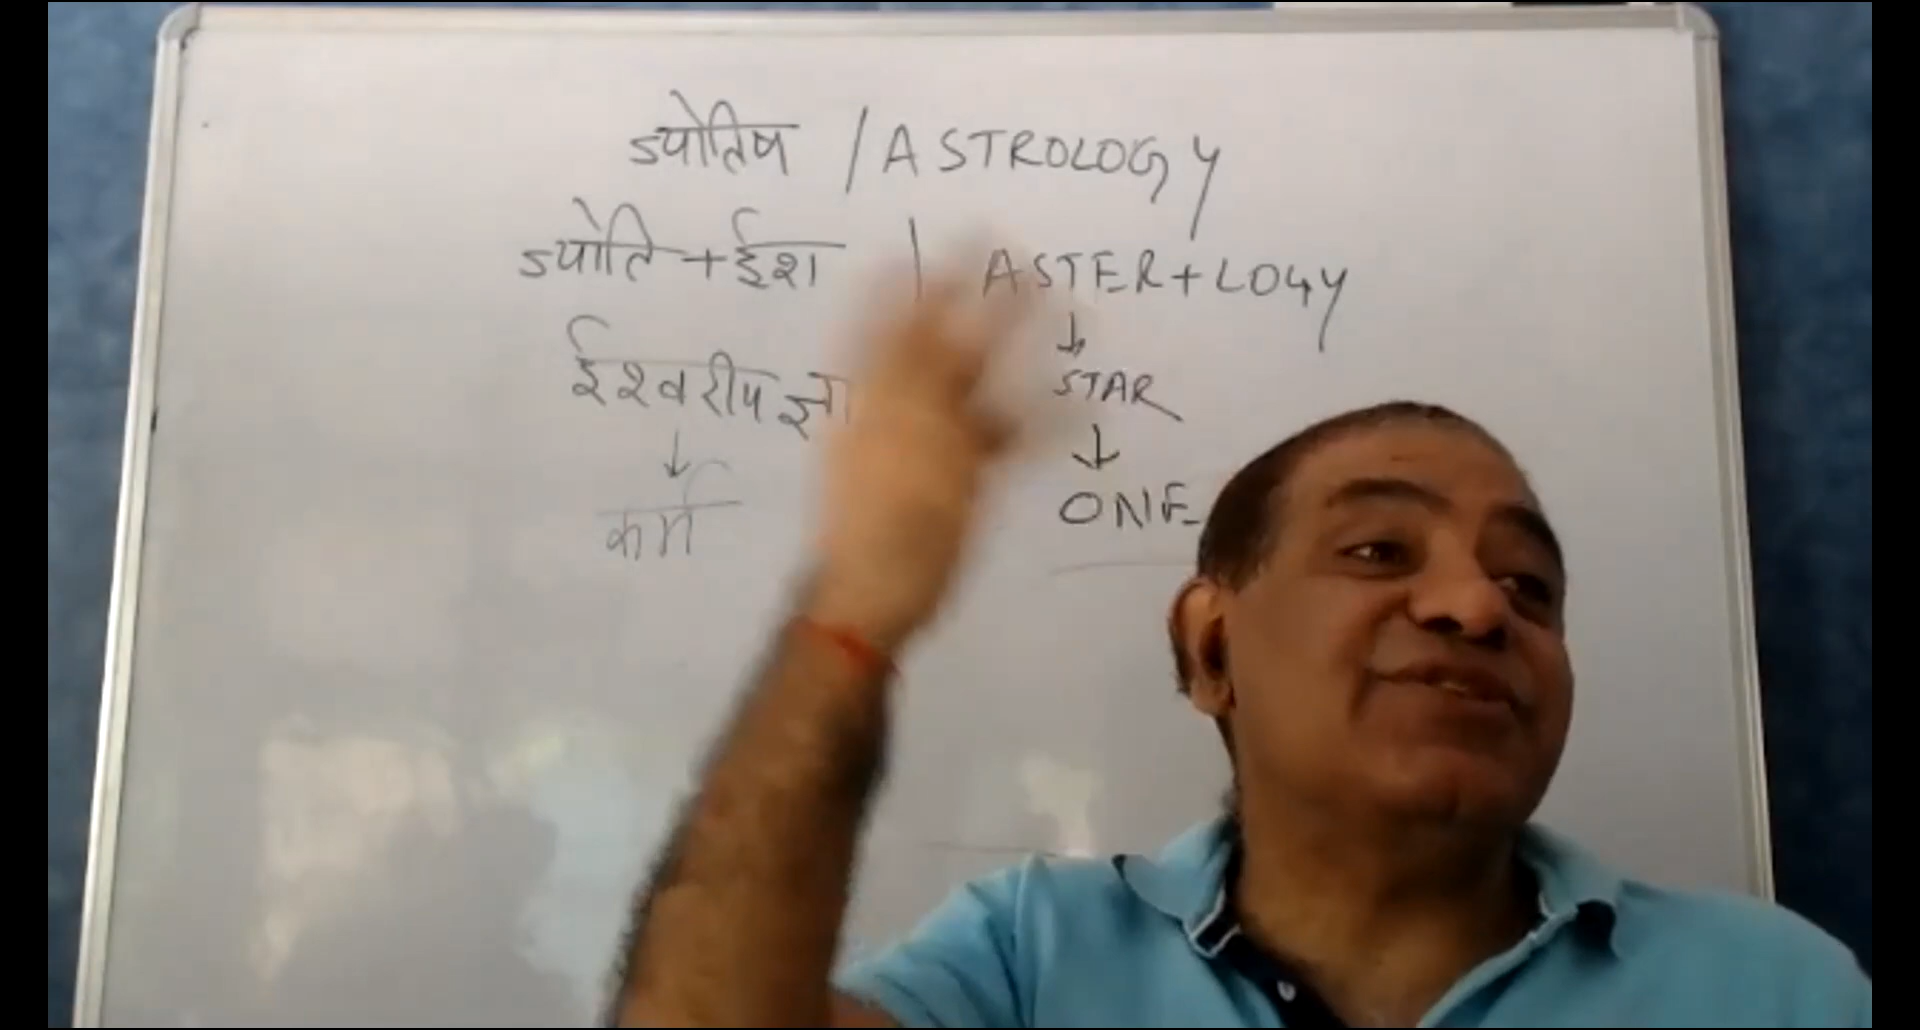 ज्योतिष / ASTROLOGY
ज्योति + ईश | ASTER + LOGY
↓
ईश्वरीय STAR
↓ ↓
कर्म ONE